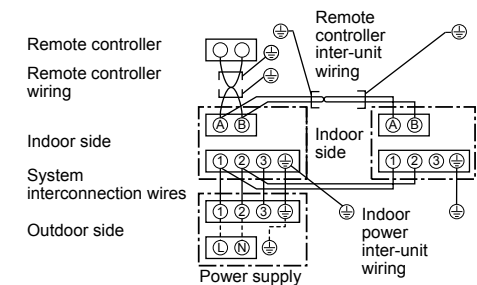 Remote controller
Remote controller
wiring
Indoor side
System
interconnection wires
Outdoor side
Remote
controller
inter-unit
wiring
A B
Indoor
side
A B
1 2 3
1 2 3
1 2 3
L N
Indoor
power
inter-unit
wiring
Power supply